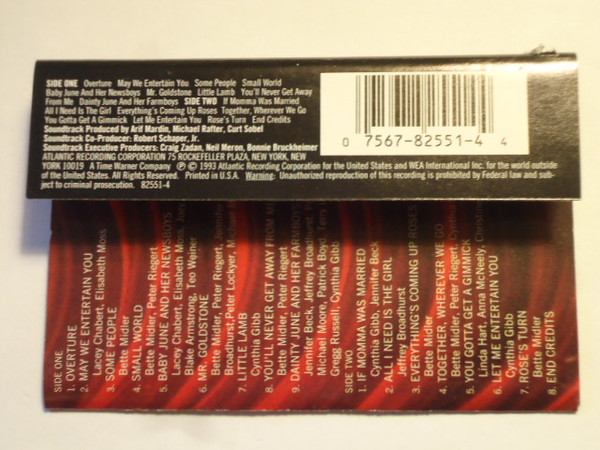 SIDE ONE Overture May We Entertain You Some People Small World
Baby June And Her Newsboys Mr. Goldstone Little Lamb You'll Never Get Away
From Me Dainty June And Her Farmboys SIDE TWO If Momma Was Married
All I Need Is The Girl Everything's Coming Up Roses Together, Wherever We Go
You Gotta Get A Gimmick Let Me Entertain You Rose's Turn End Credits
Soundtrack Produced by Arif Mardin, Michael Rafter, Curt Sobel
Soundtrack Co-Producer: Robert Schaper, Jr.
Soundtrack Executive Producers: Craig Zadan, Neil Meron, Bonnie Bruckheimer
ATLANTIC RECORDING CORPORATION 75 ROCKEFELLER PLAZA, NEW YORK, NEW
YORK 10019 A Time Warner Company ℗ © 1993 Atlantic Recording Corporation for the United States and WEA International Inc. for the world outside
of the United States. All Rights Reserved. Printed in U.S.A. Warning: Unauthorized reproduction of this recording is prohibited by Federal law and sub-
ject to criminal prosecution. 82551-4
0 7567-82551-4 4
SIDE ONE
1. OVERTURE
2. MAY WE ENTERTAIN YOU
Lacey Chabert, Elisabeth Moss
3. SOME PEOPLE
Bette Midler, Peter Riegert
4. SMALL WORLD
Bette Midler, Peter Riegert
5. BABY JUNE AND HER NEWSBOYS
Lacey Chabert, Elisabeth Moss,
Blake Armstrong, Teo Weiner
6. MR. GOLDSTONE
Bette Midler, Peter Riegert,
Broadhurst, Peter Lockyer, Michael
7. LITTLE LAMB
Cynthia Gibb
8. YOU'LL NEVER GET AWAY FROM
Bette Midler, Peter Riegert
9. DAINTY JUNE AND HER FARMBOYS
Jennifer Beck, Jeffrey Broadhurst,
Michael Moore, Patrick Boyd,
Gregg Russell, Cynthia Gibb
SIDE TWO
1. IF MOMMA WAS MARRIED
Cynthia Gibb, Jennifer Beck
2. ALL I NEED IS THE GIRL
Jeffrey Broadhurst
3. EVERYTHING'S COMING UP ROSES
Bette Midler
4. TOGETHER, WHEREVER WE GO
Bette Midler, Peter Riegert,
5. YOU GOTTA GET A GIMMICK
Linda Hart, Anna McNeely,
6. LET ME ENTERTAIN YOU
Cynthia Gibb
7. ROSE'S TURN
Bette Midler
8. END CREDITS